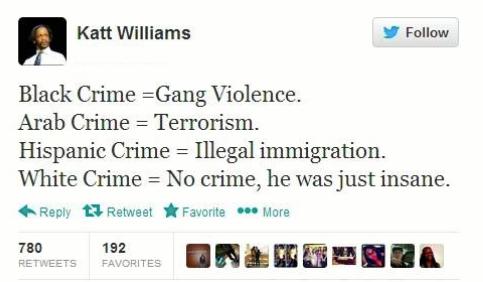 Katt Williams
Follow
Black Crime =Gang Violence.
Arab Crime = Terrorism.
Hispanic Crime = Illegal immigration.
White Crime = No crime, he was just insane.
Reply Retweet Favorite More
780 192
RETWEETS FAVORITES